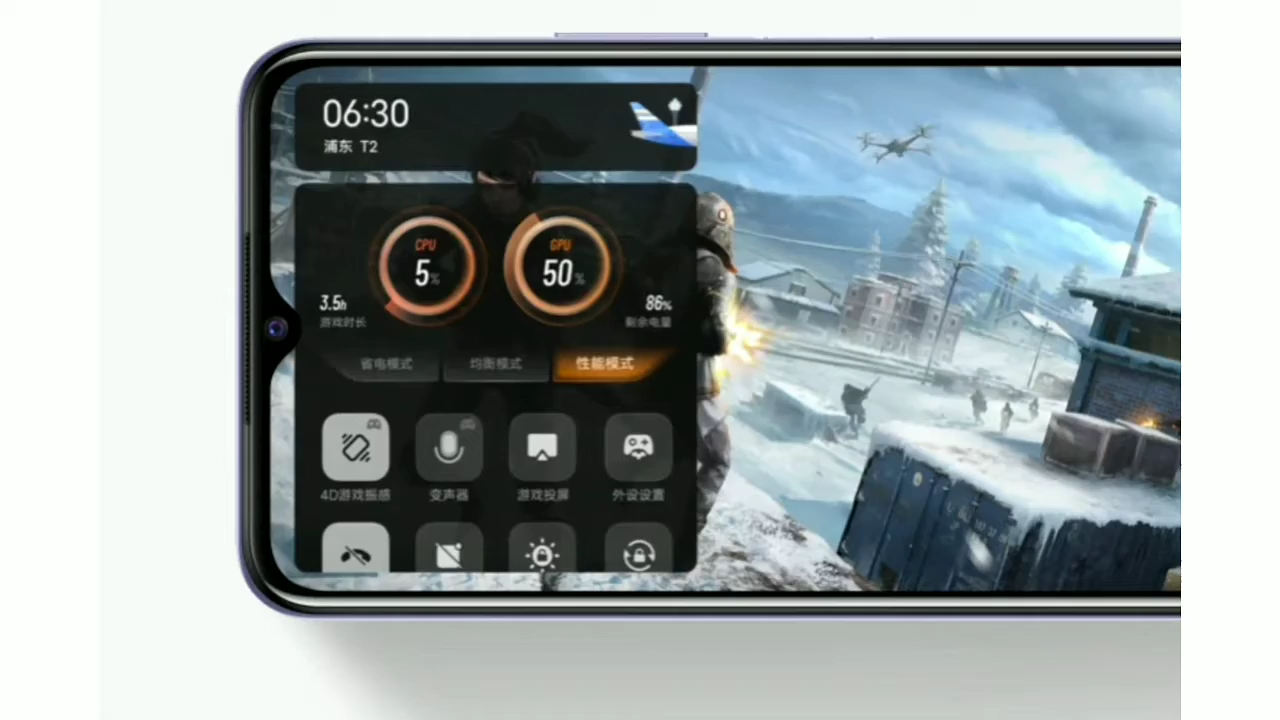 06:30
浦东 T2
CPU
GPU
5%
50%
3.5h
86%
游戏时长
剩余电量
省电模式
均衡模式
性能模式
4D游戏振感
变声器
游戏投屏
外设设置